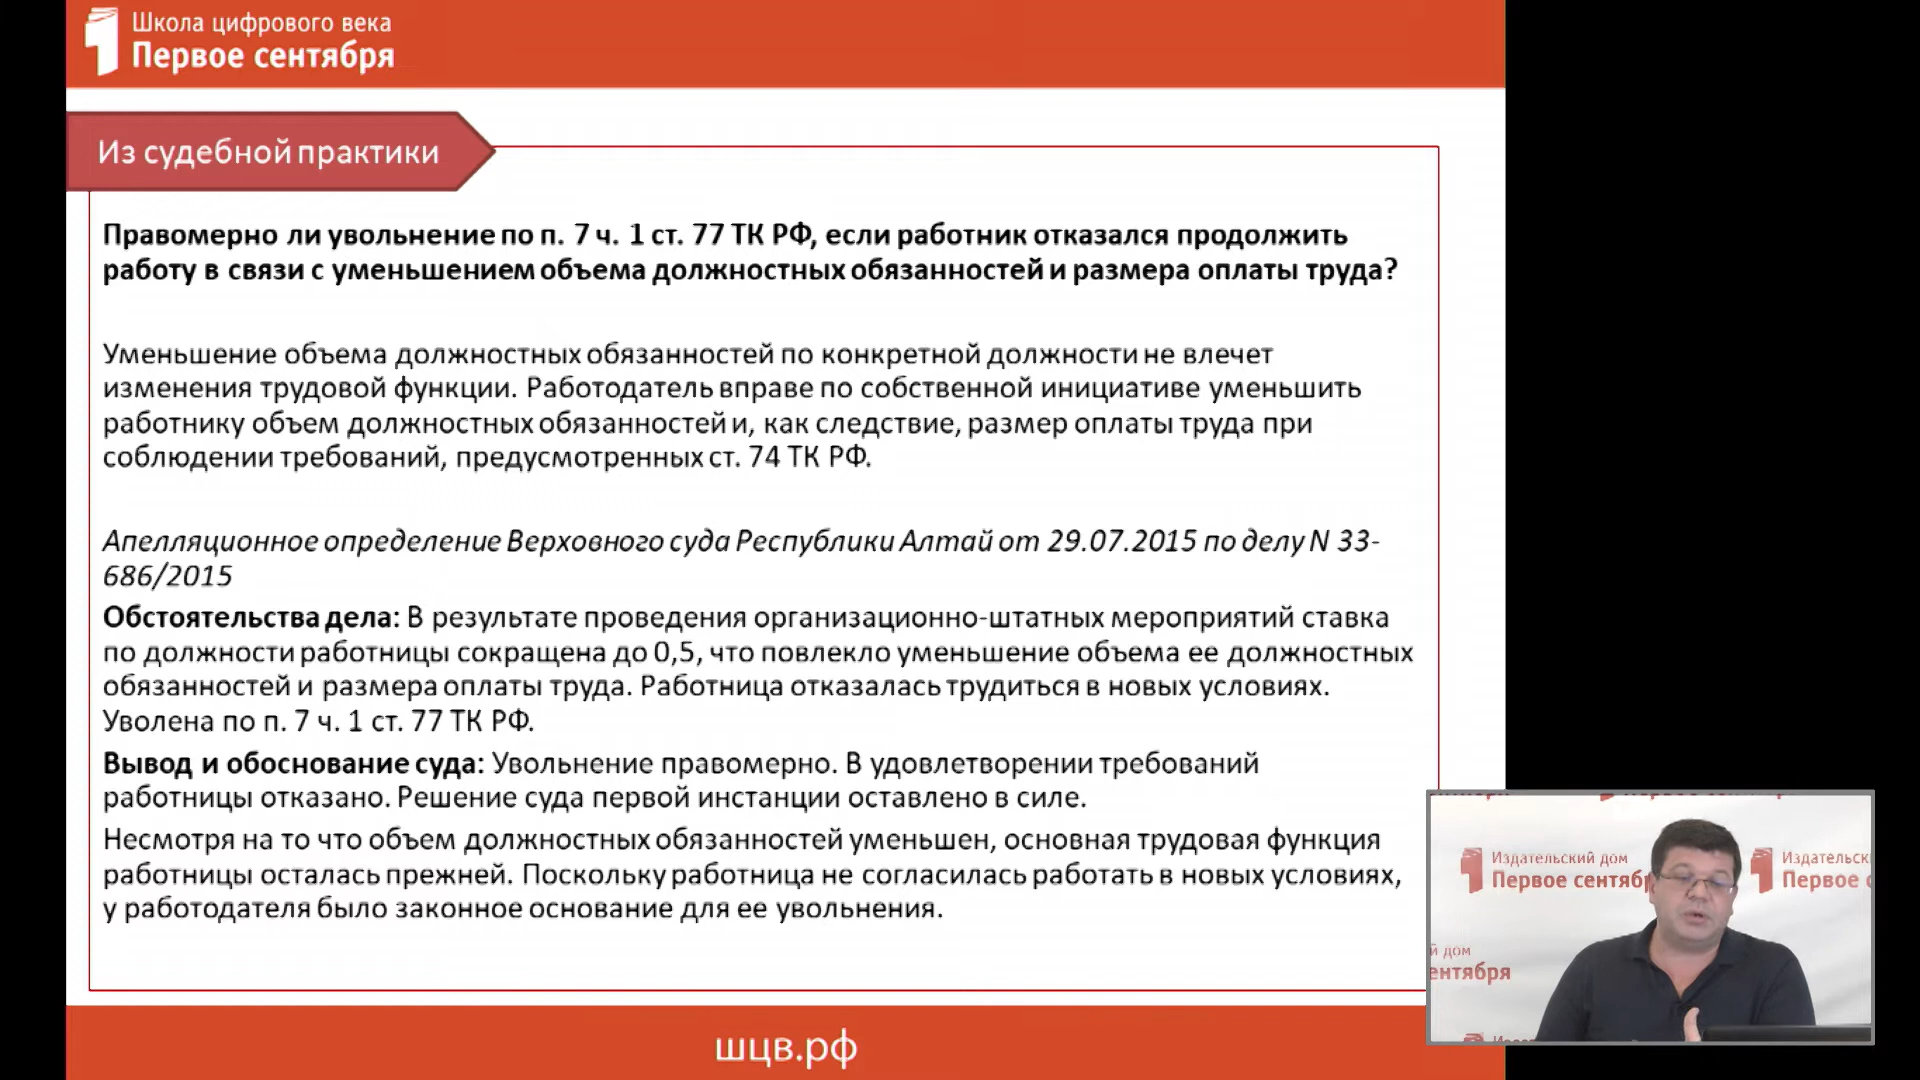 Школа цифрового века
Первое сентября
Из судебной практики
Правомерно ли увольнение по п. 7 ч. 1 ст. 77 ТК РФ, если работник отказался продолжить
работу в связи с уменьшением объема должностных обязанностей и размера оплаты труда?
Уменьшение объема должностных обязанностей по конкретной должности не влечет
изменения трудовой функции. Работодатель вправе по собственной инициативе уменьшить
работнику объем должностных обязанностей и, как следствие, размер оплаты труда при
соблюдении требований, предусмотренных ст. 74 ТК РФ.
Апелляционное определение Верховного суда Республики Алтай от 29.07.2015 по делу N 33-
686/2015
Обстоятельства дела: В результате проведения организационно-штатных мероприятий ставка
по должности работницы сокращена до 0,5, что повлекло уменьшение объема ее должностных
обязанностей и размера оплаты труда. Работница отказалась трудиться в новых условиях.
Уволена по п. 7 ч. 1 ст. 77 ТК РФ.
Вывод и обоснование суда: Увольнение правомерно. В удовлетворении требований
работницы отказано. Решение суда первой инстанции оставлено в силе.
Несмотря на то что объем должностных обязанностей уменьшен, основная трудовая функция
работницы осталась прежней. Поскольку работница не согласилась работать в новых условиях,
у работодателя было законное основание для ее увольнения.
Издательский дом
Первое сентяб
Издательск
Первое с
й дом
ентября
шцв.рф